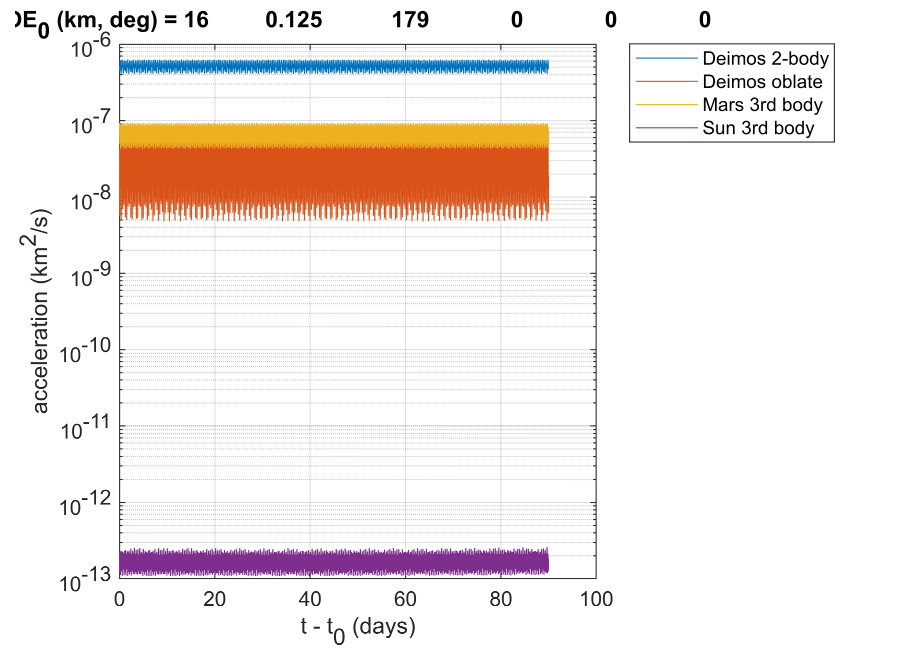 OE0 (km, deg) = 16 0.125 179 0 0 0
10-6
10-7
10-8
10-9
10-10
10-11
10-12
10-13
acceleration (km2/s)
0 20 40 60 80 100
t - t0 (days)
Deimos 2-body
Deimos oblate
Mars 3rd body
Sun 3rd body